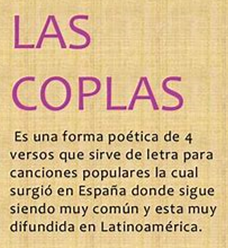 LAS
COPLAS
Es una forma poética de 4
versos que sirve de letra para
canciones populares la cual
surgió en España donde sigue
siendo muy común y esta muy
difundida en Latinoamérica.